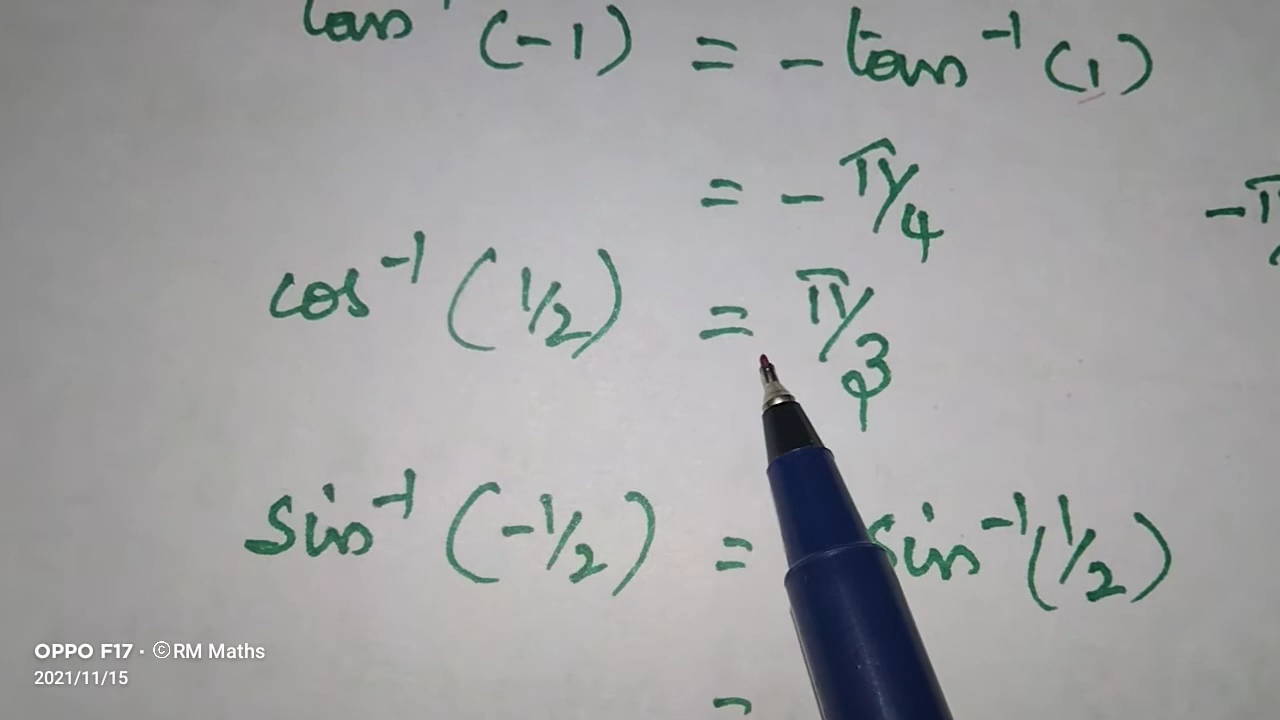 tan⁻¹ (-1) = - tan⁻¹ (1)
= - π/4
cos⁻¹ (1/2) = π/3
sin⁻¹ (-1/2) = sin⁻¹ (1/2)
=
OPPO F17 · ©RM Maths
2021/11/15